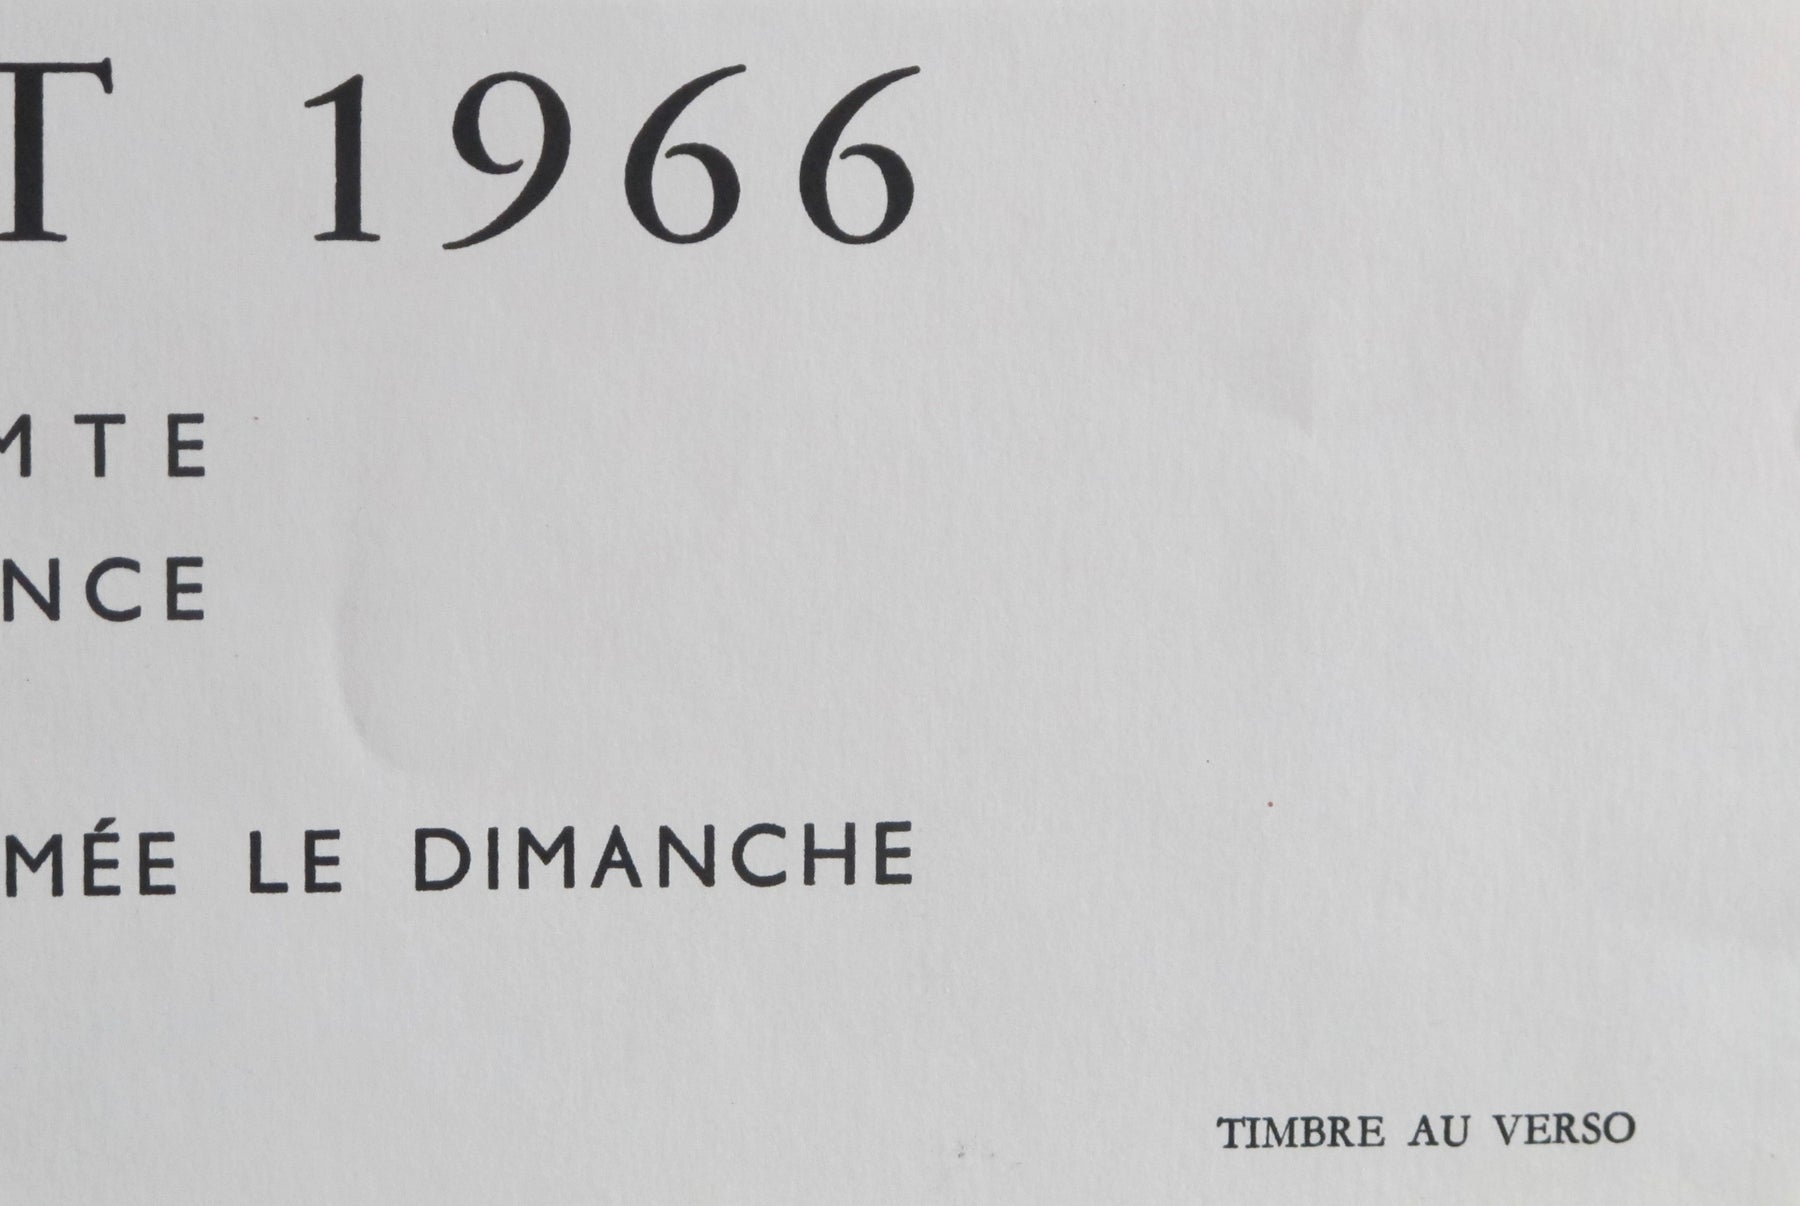 T 1966
MTE
NCE
MÉE LE DIMANCHE
TIMBRE AU VERSO